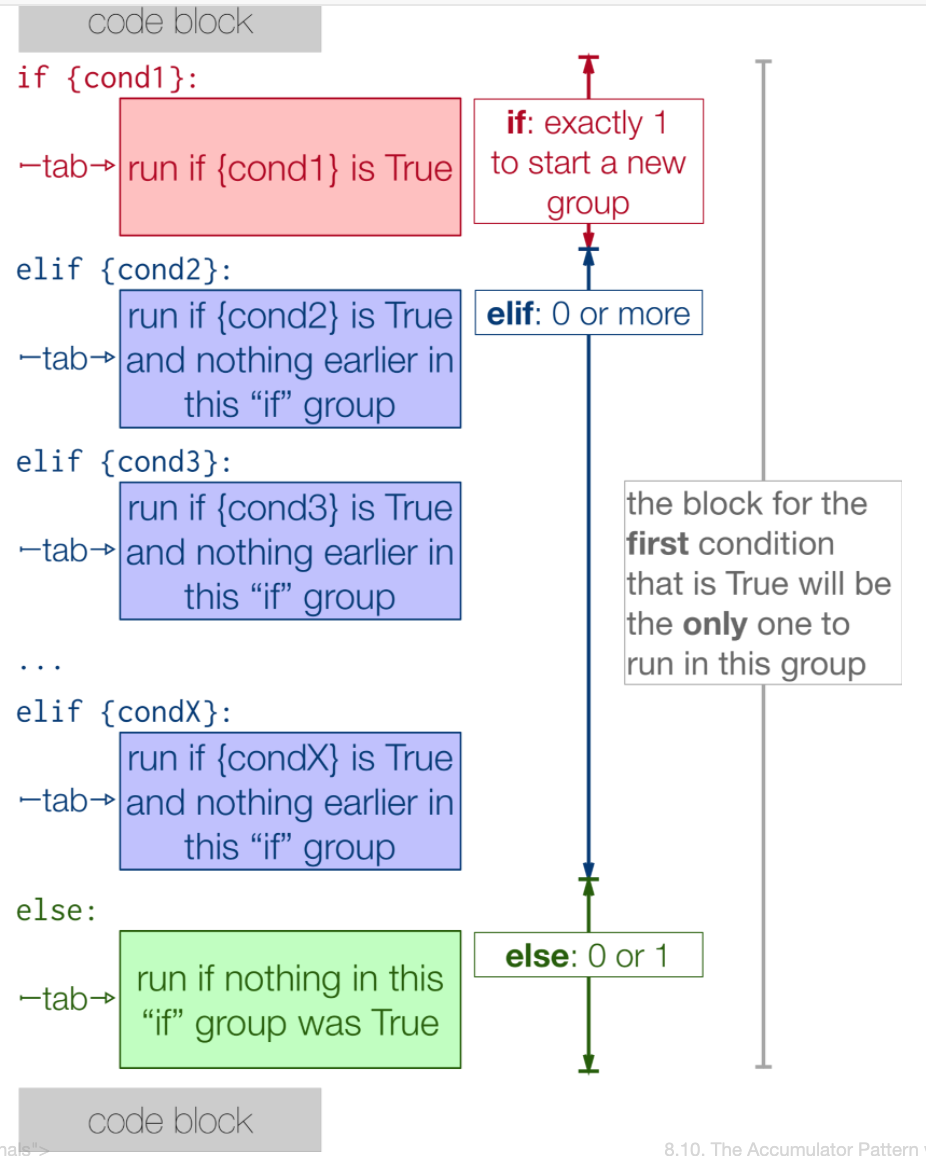 code block
if {cond1}:
tab
run if {cond1} is True
if: exactly 1
to start a new
group
elif {cond2}:
tab
run if {cond2} is True
and nothing earlier in
this “if” group
elif: 0 or more
elif {cond3}:
tab
run if {cond3} is True
and nothing earlier in
this “if” group
the block for the
first condition
that is True will be
the only one to
run in this group
...
elif {condX}:
tab
run if {condX} is True
and nothing earlier in
this “if” group
else:
tab
run if nothing in this
“if” group was True
else: 0 or 1
code block
nals">
8.10. The Accumulator Pattern